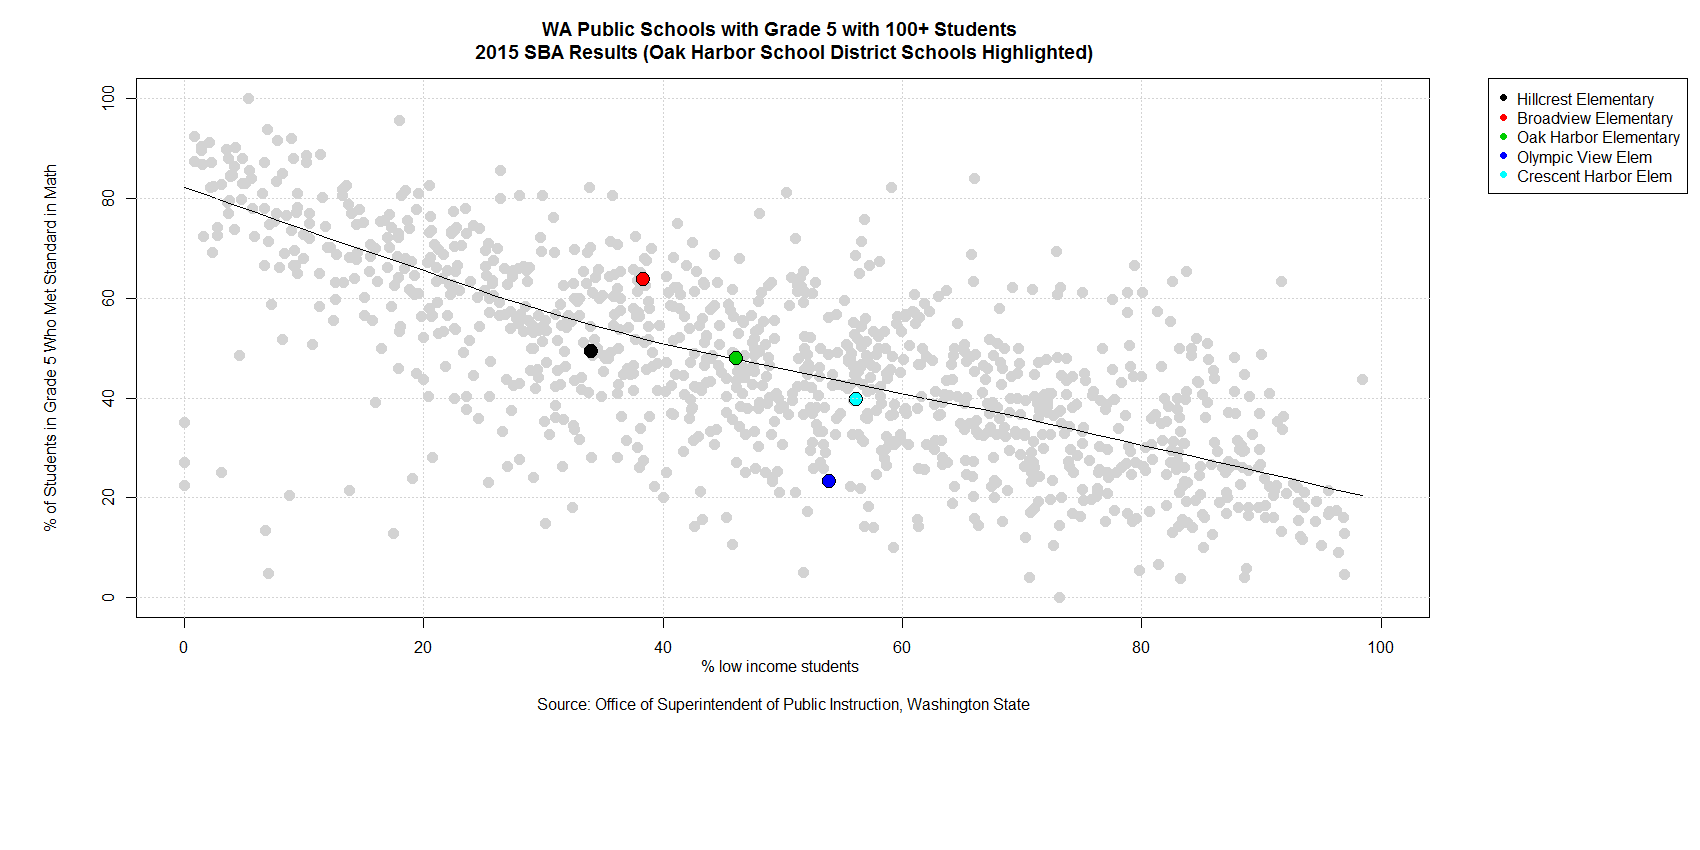 WA Public Schools with Grade 5 with 100+ Students
2015 SBA Results (Oak Harbor School District Schools Highlighted)
% of Students in Grade 5 Who Met Standard in Math
100
80
60
40
20
0
0 20 40 60 80 100
% low income students
Source: Office of Superintendent of Public Instruction, Washington State
Hillcrest Elementary
Broadview Elementary
Oak Harbor Elementary
Olympic View Elem
Crescent Harbor Elem